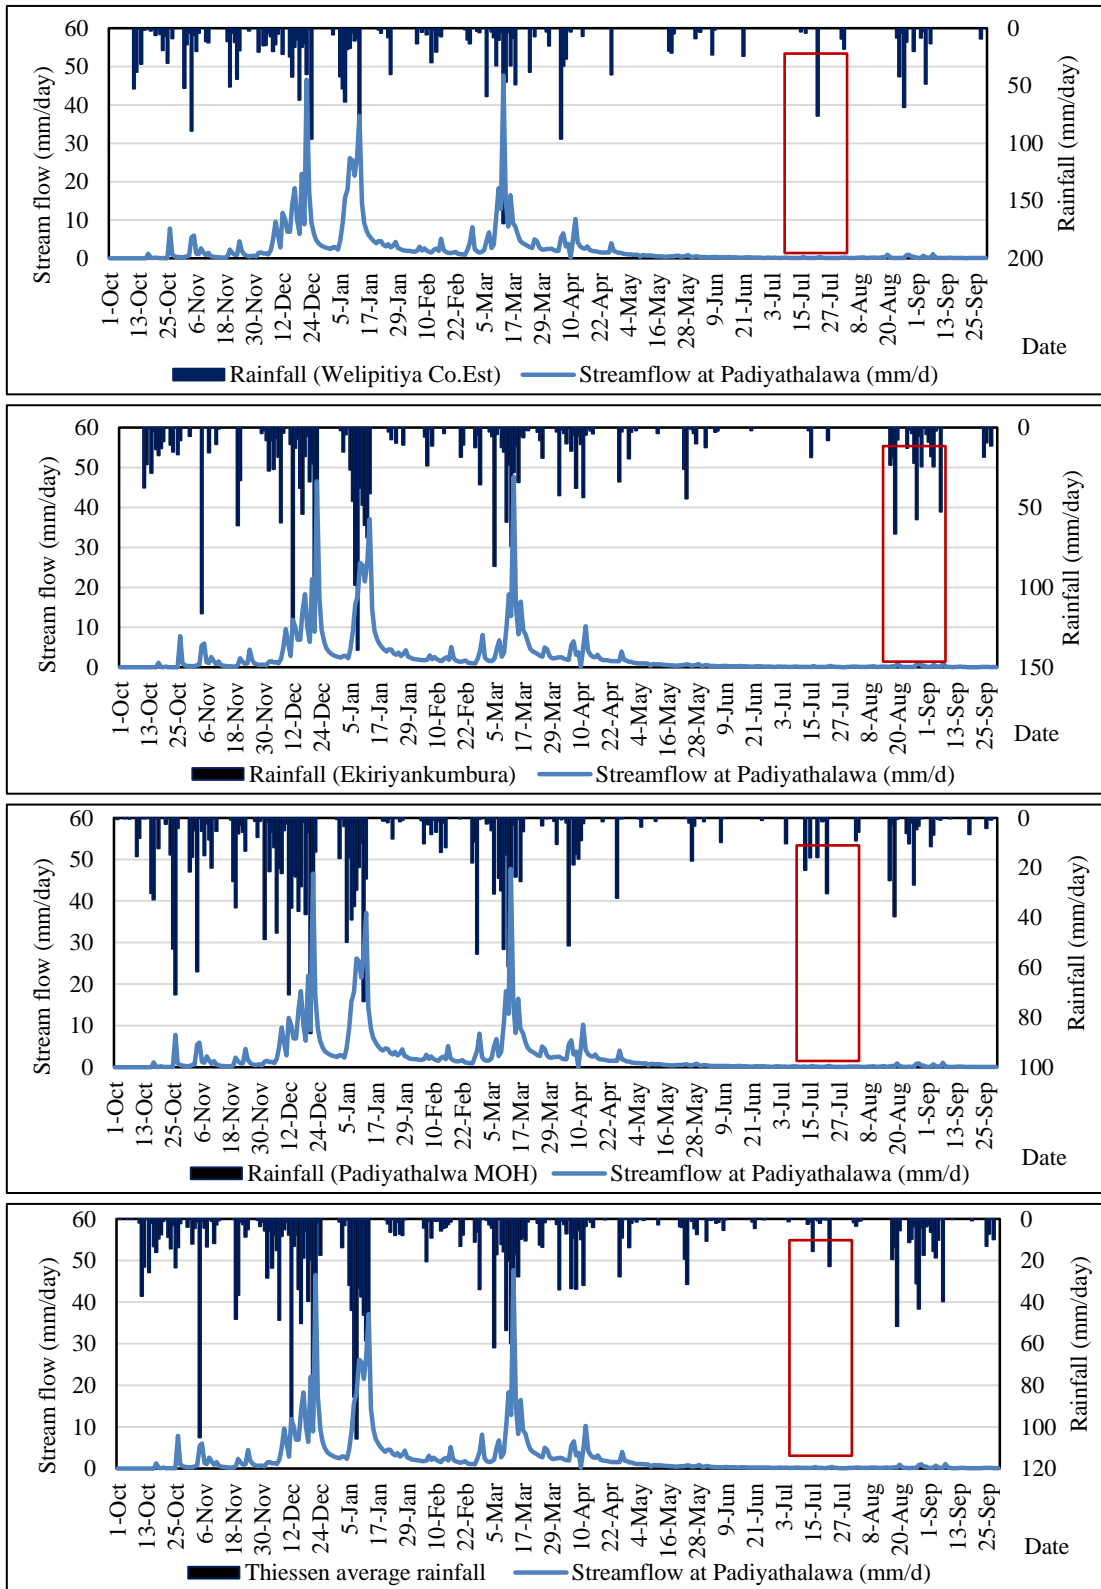 60
50
40
30
20
10
0
Stream flow (mm/day)
0
50
100
150
200
Rainfall (mm/day)
1-Oct
13-Oct
25-Oct
6-Nov
18-Nov
30-Nov
12-Dec
24-Dec
5-Jan
17-Jan
29-Jan
10-Feb
22-Feb
5-Mar
17-Mar
29-Mar
10-Apr
22-Apr
4-May
16-May
28-May
9-Jun
21-Jun
3-Jul
15-Jul
27-Jul
8-Aug
20-Aug
1-Sep
13-Sep
25-Sep
Date
Rainfall (Welipitiya Co.Est)
Streamflow at Padiyathalawa (mm/d)
60
50
40
30
20
10
0
Stream flow (mm/day)
0
50
100
150
Rainfall (mm/day)
1-Oct
13-Oct
25-Oct
6-Nov
18-Nov
30-Nov
12-Dec
24-Dec
5-Jan
17-Jan
29-Jan
10-Feb
22-Feb
5-Mar
17-Mar
29-Mar
10-Apr
22-Apr
4-May
16-May
28-May
9-Jun
21-Jun
3-Jul
15-Jul
27-Jul
8-Aug
20-Aug
1-Sep
13-Sep
25-Sep
Date
Rainfall (Ekiriyankumbura)
Streamflow at Padiyathalawa (mm/d)
60
50
40
30
20
10
0
Stream flow (mm/day)
0
20
40
60
80
100
Rainfall (mm/day)
1-Oct
13-Oct
25-Oct
6-Nov
18-Nov
30-Nov
12-Dec
24-Dec
5-Jan
17-Jan
29-Jan
10-Feb
22-Feb
5-Mar
17-Mar
29-Mar
10-Apr
22-Apr
4-May
16-May
28-May
9-Jun
21-Jun
3-Jul
15-Jul
27-Jul
8-Aug
20-Aug
1-Sep
13-Sep
25-Sep
Date
Rainfall (Padiyathalwa MOH)
Streamflow at Padiyathalawa (mm/d)
60
50
40
30
20
10
0
Stream flow (mm/day)
0
20
40
60
80
100
120
Rainfall (mm/day)
1-Oct
13-Oct
25-Oct
6-Nov
18-Nov
30-Nov
12-Dec
24-Dec
5-Jan
17-Jan
29-Jan
10-Feb
22-Feb
5-Mar
17-Mar
29-Mar
10-Apr
22-Apr
4-May
16-May
28-May
9-Jun
21-Jun
3-Jul
15-Jul
27-Jul
8-Aug
20-Aug
1-Sep
13-Sep
25-Sep
Date
Thiessen average rainfall
Streamflow at Padiyathalawa (mm/d)